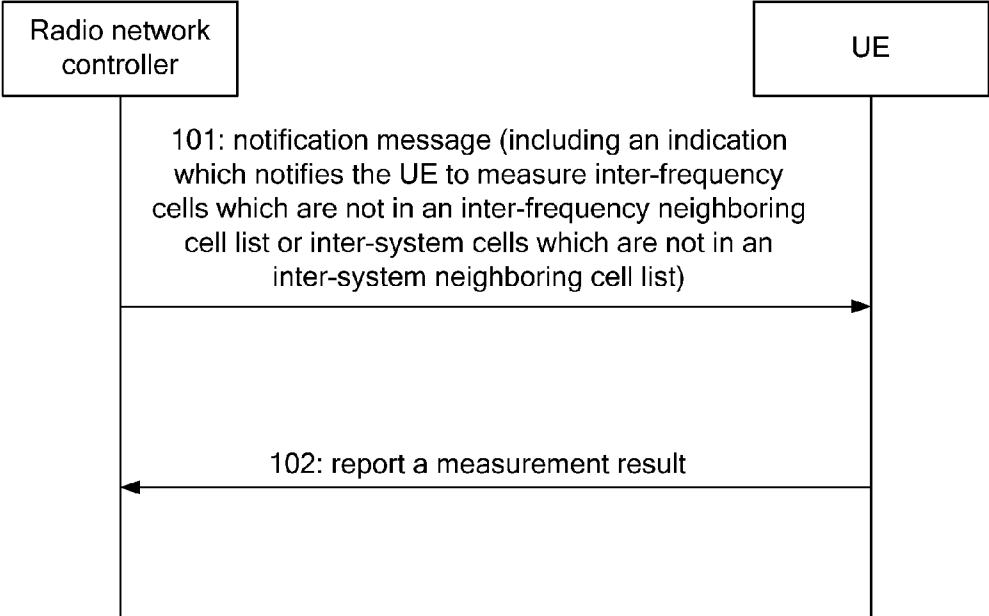 Radio network
controller
UE
101: notification message (including an indication
which notifies the UE to measure inter-frequency
cells which are not in an inter-frequency neighboring
cell list or inter-system cells which are not in an
inter-system neighboring cell list)
102: report a measurement result